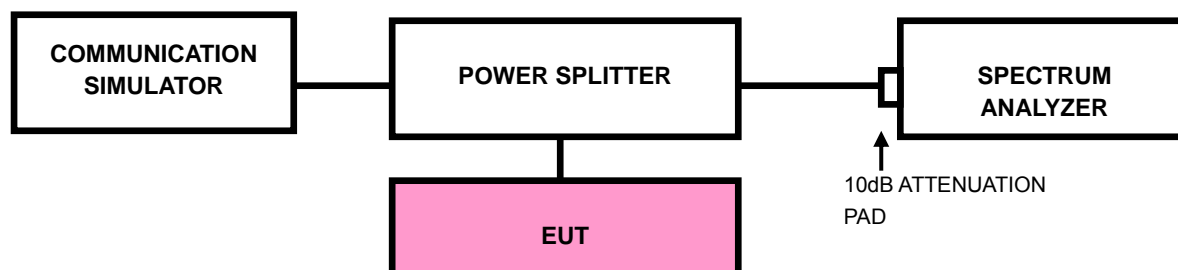 COMMUNICATION
SIMULATOR
POWER SPLITTER
SPECTRUM
ANALYZER
10dB ATTENUATION
PAD
EUT